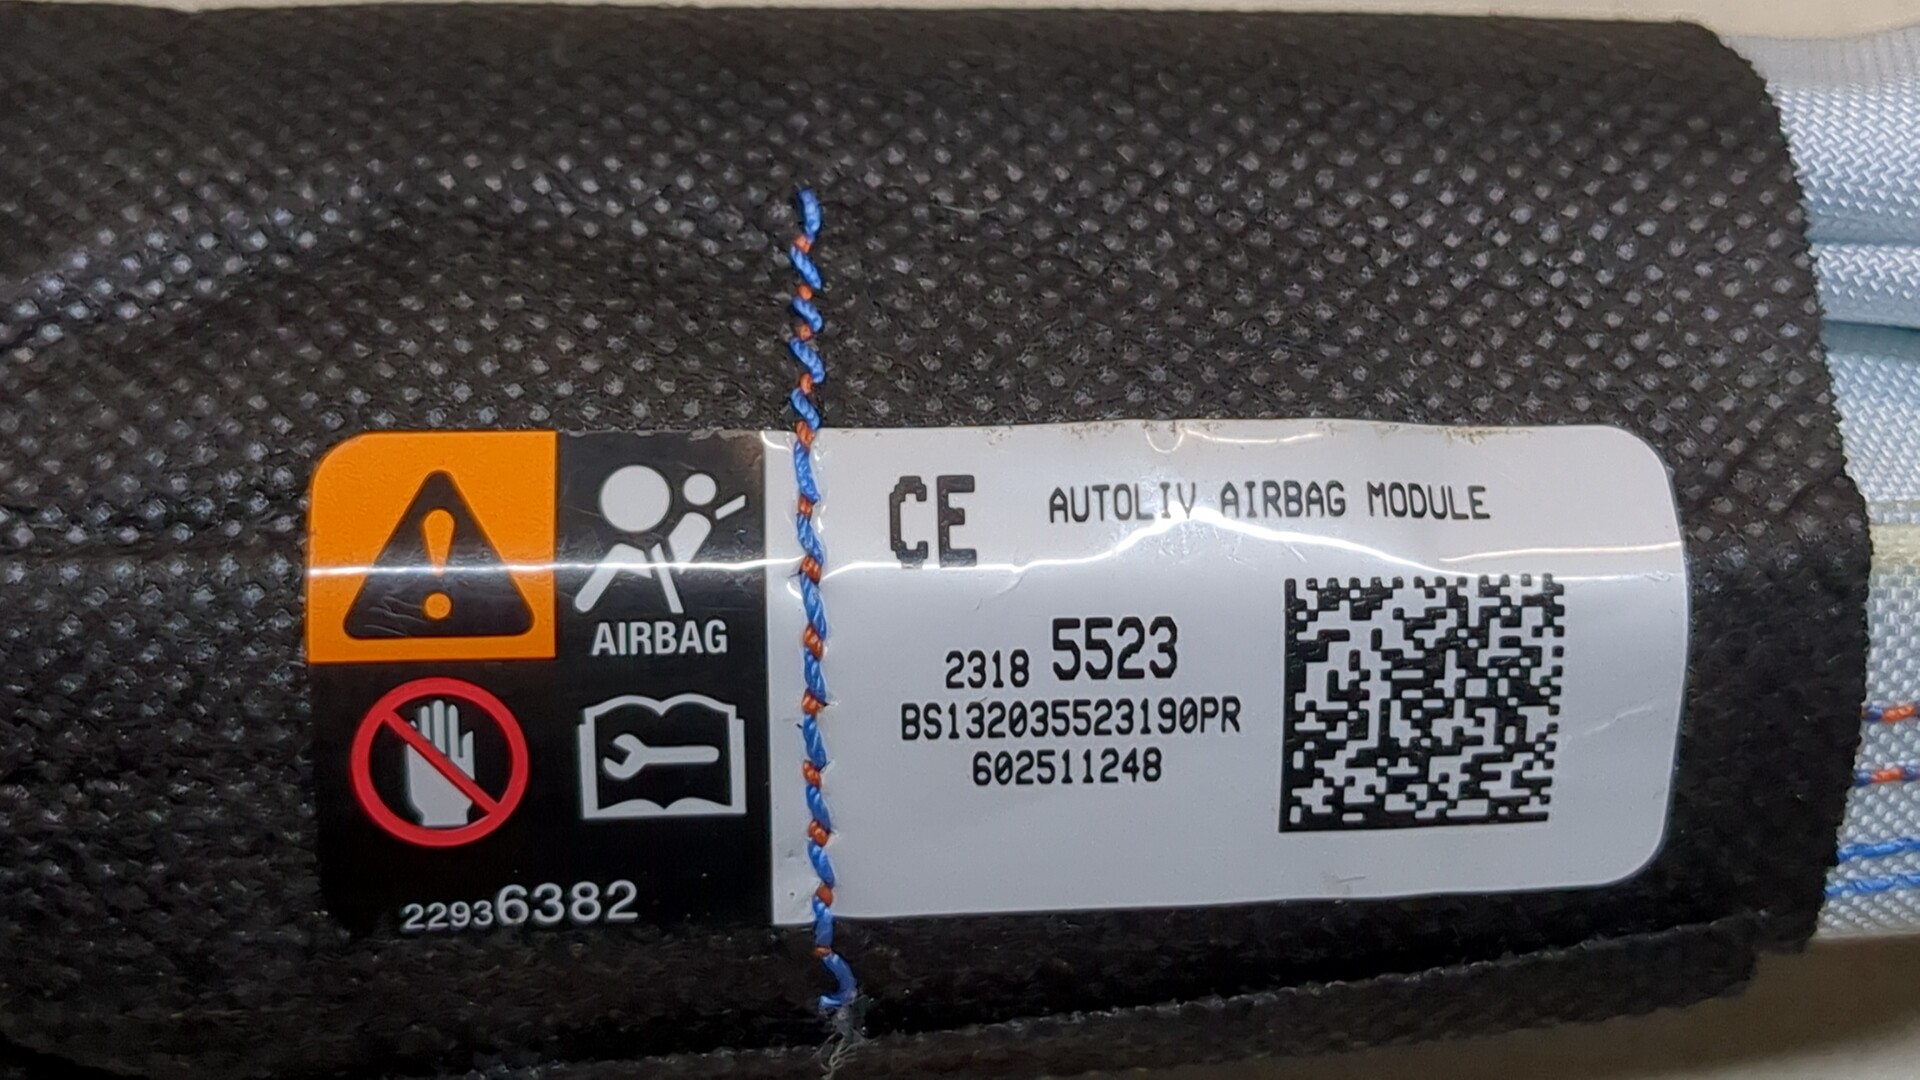 AIRBAG
22936382
CE AUTOLIV AIRBAG MODULE
2318 5523
BS132035523190PR
602511248